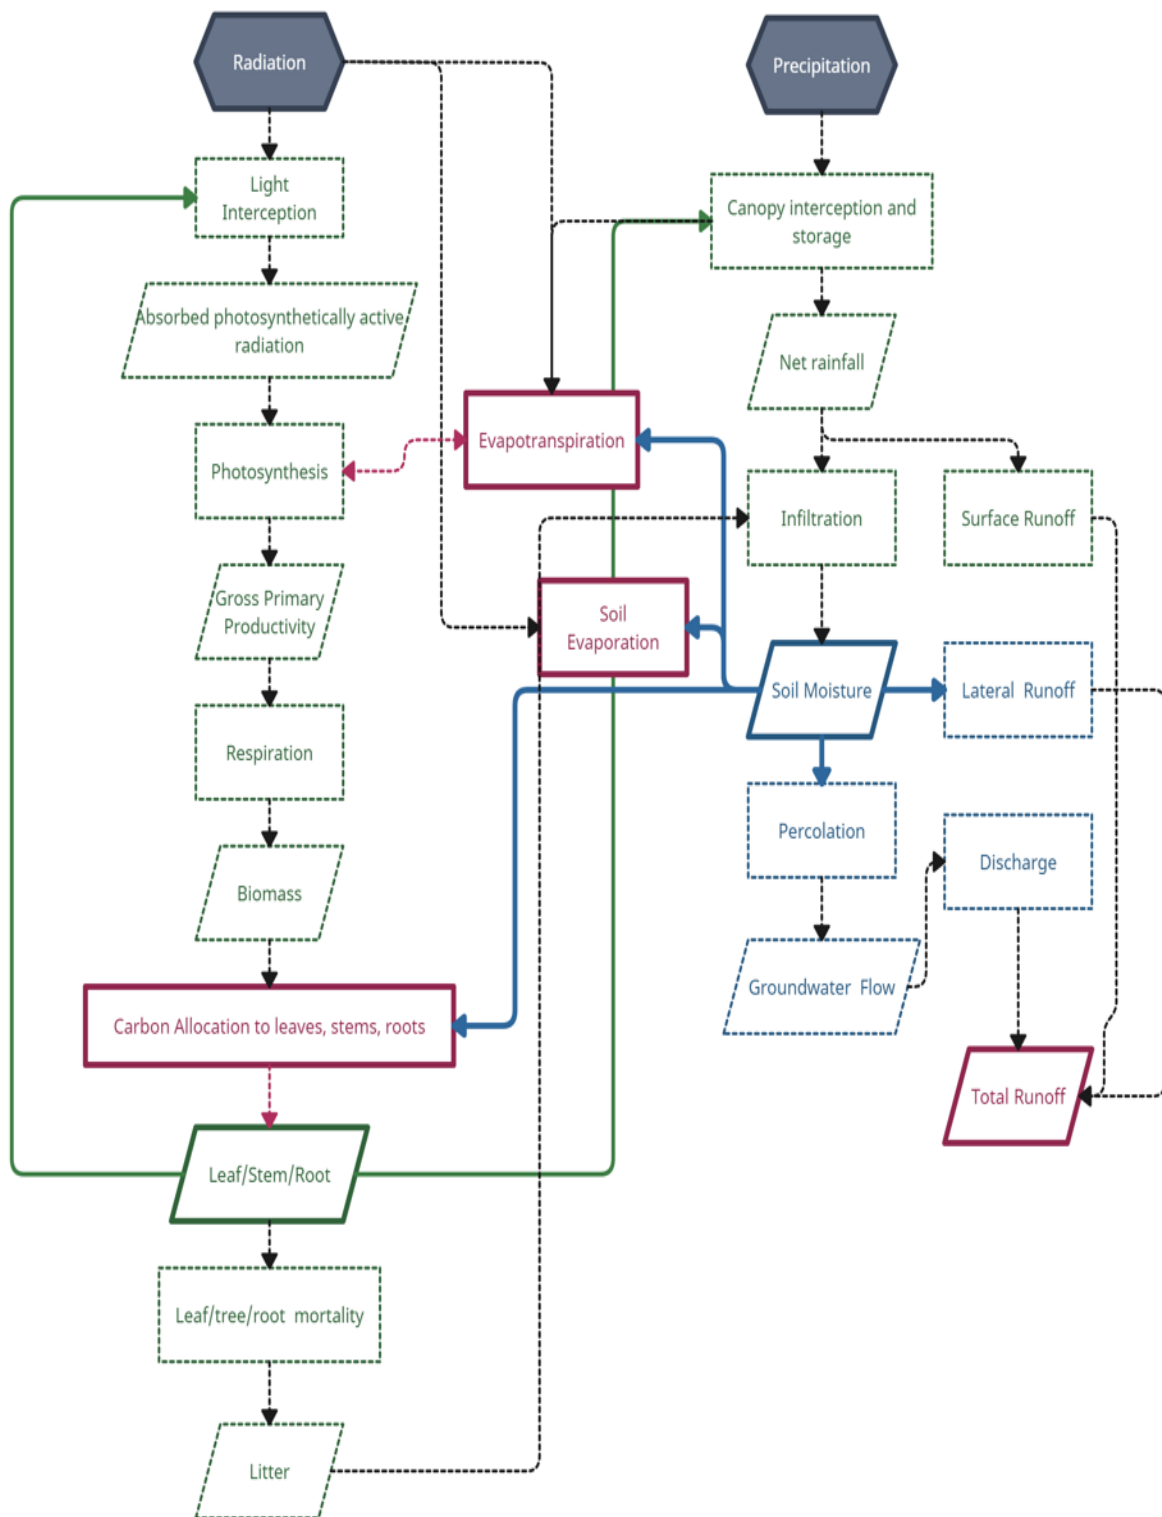 Radiation
Precipitation
Light
Interception
Canopy interception and
storage
Absorbed photosynthetically active
radiation
Net rainfall
Evapotranspiration
Photosynthesis
Infiltration
Surface Runoff
Gross Primary
Productivity
Soil
Evaporation
Soil Moisture
Lateral Runoff
Respiration
Percolation
Discharge
Biomass
Groundwater Flow
Carbon Allocation to leaves, stems, roots
Total Runoff
Leaf/Stem/Root
Leaf/tree/root mortality
Litter